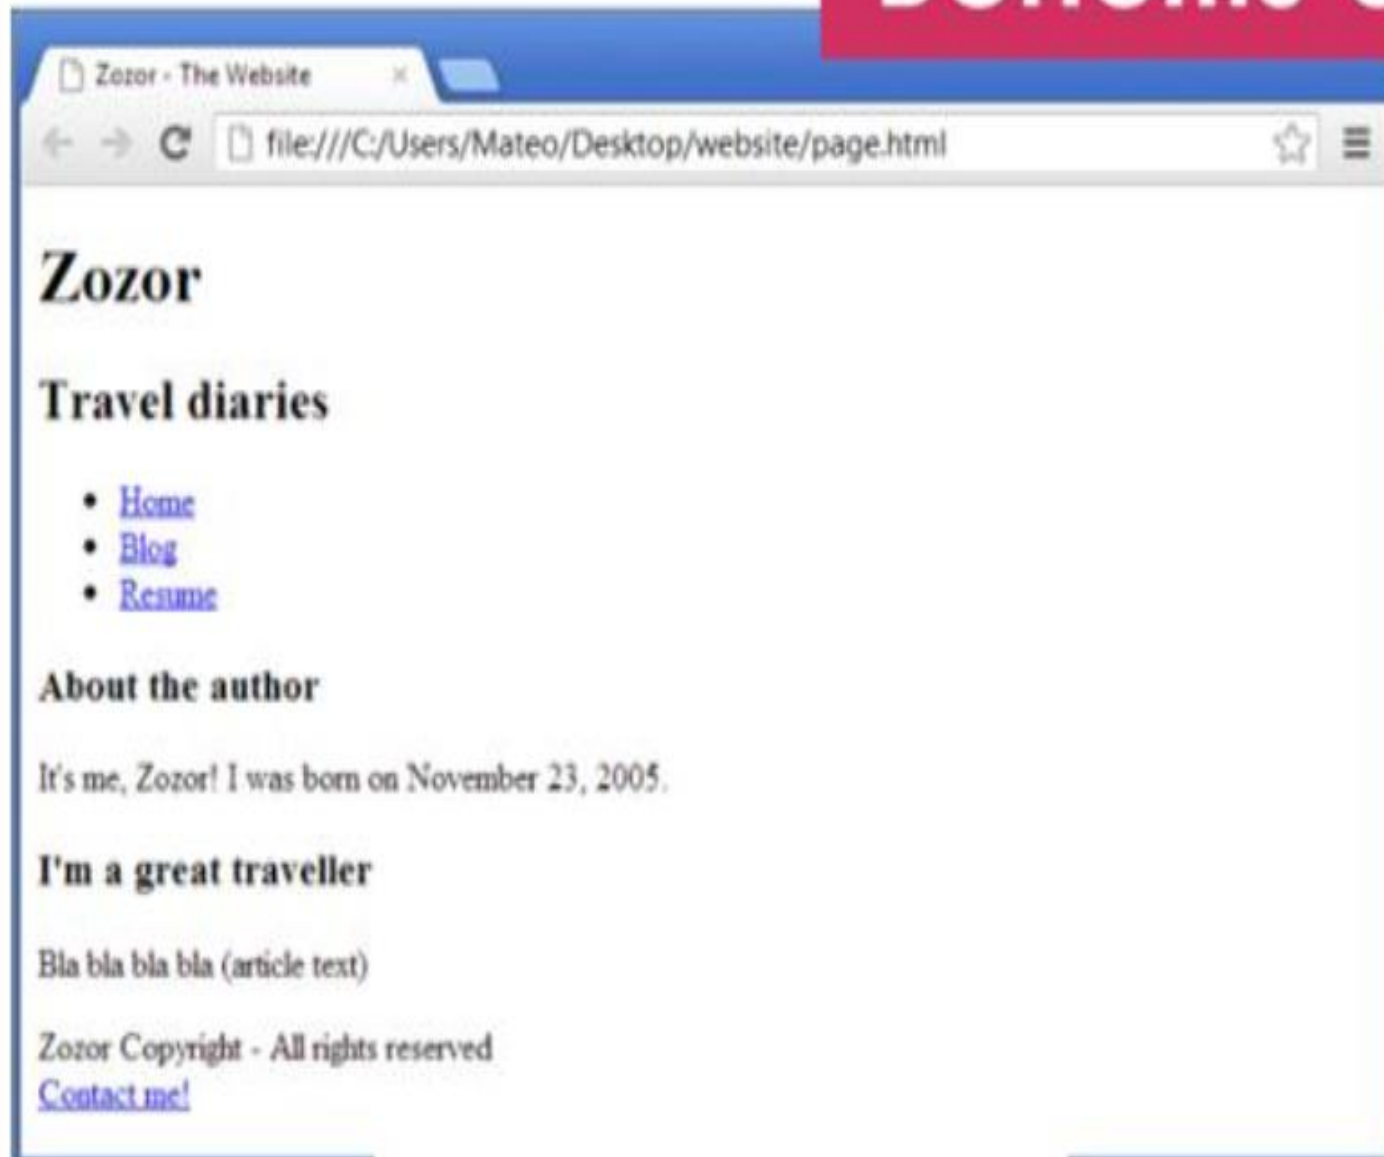 Zozor - The Website
file:///C:/Users/Mateo/Desktop/website/page.html
Zozor
Travel diaries
Home
Blog
Resume
About the author
It's me, Zozor! I was born on November 23, 2005.
I'm a great traveller
Bla bla bla bla (article text)
Zozor Copyright - All rights reserved
Contact me!